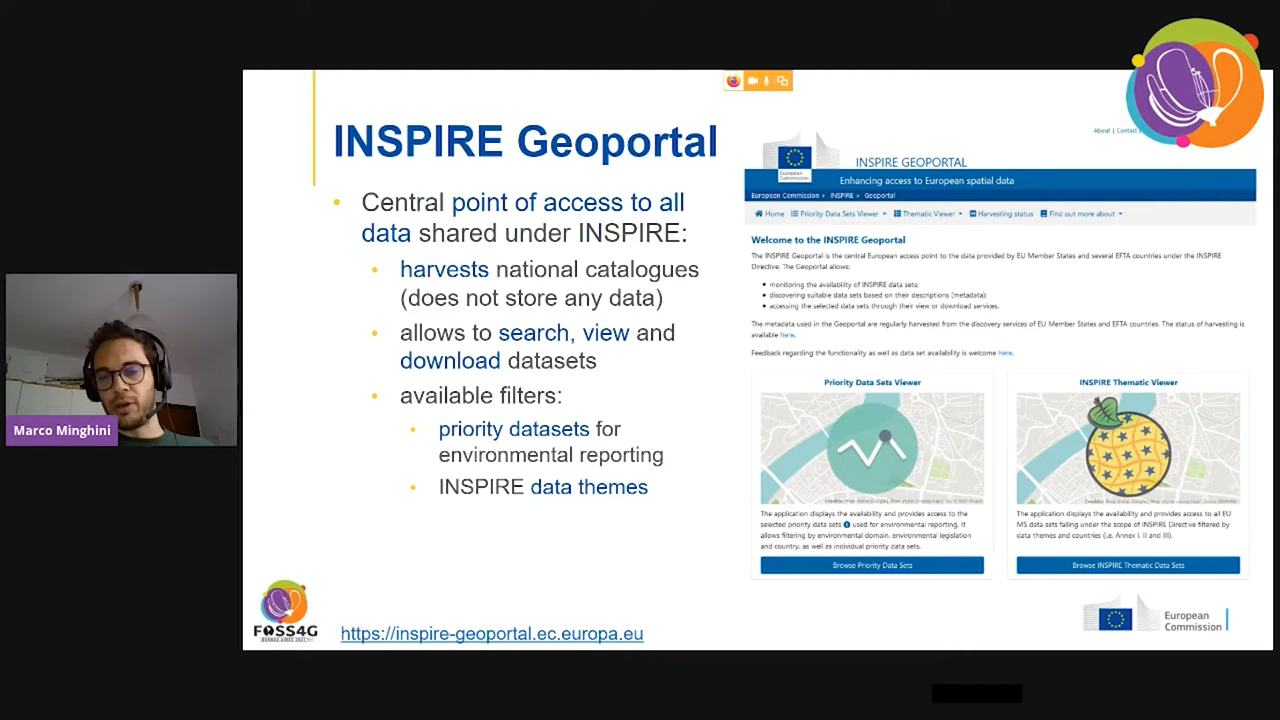 INSPIRE Geoportal
Central point of access to all
data shared under INSPIRE:
harvests national catalogues
(does not store any data)
allows to search, view and
download datasets
available filters:
priority datasets for
environmental reporting
INSPIRE data themes
https://inspire-geoportal.ec.europa.eu
FOSS4G
Marco Minghini
About | Contact
European
Commission
INSPIRE GEOPORTAL
Enhancing access to European spatial data
European Commission > INSPIRE > Geoportal
Home Priority Data Sets Viewer Thematic Viewer Harvesting status Find out more about
Welcome to the INSPIRE Geoportal
The INSPIRE Geoportal is the central European access point to the data provided by EU Member States and several EFTA countries under the INSPIRE
Directive. The Geoportal allows:
monitoring the availability of INSPIRE data sets;
discovering suitable data sets based on their descriptions (metadata);
accessing the selected data sets through their view or download services.
The metadata used in the Geoportal are regularly harvested from the discovery services of EU Member States and EFTA countries. The status of harvesting is
available here.
Feedback regarding the functionality as well as data set availability is welcome here.
Priority Data Sets Viewer
The application displays the availability and provides access to the
selected priority data sets used for environmental reporting. It
allows filtering by environmental domain, environmental legislation
and country, as well as individual priority data sets.
Browse Priority Data Sets
INSPIRE Thematic Viewer
The application displays the availability and provides access to all EU
MS data sets falling under the scope of INSPIRE Directive filtered by
data themes and countries (i.e. Annex I, II and III).
Browse INSPIRE Thematic Data Sets
European
Commission